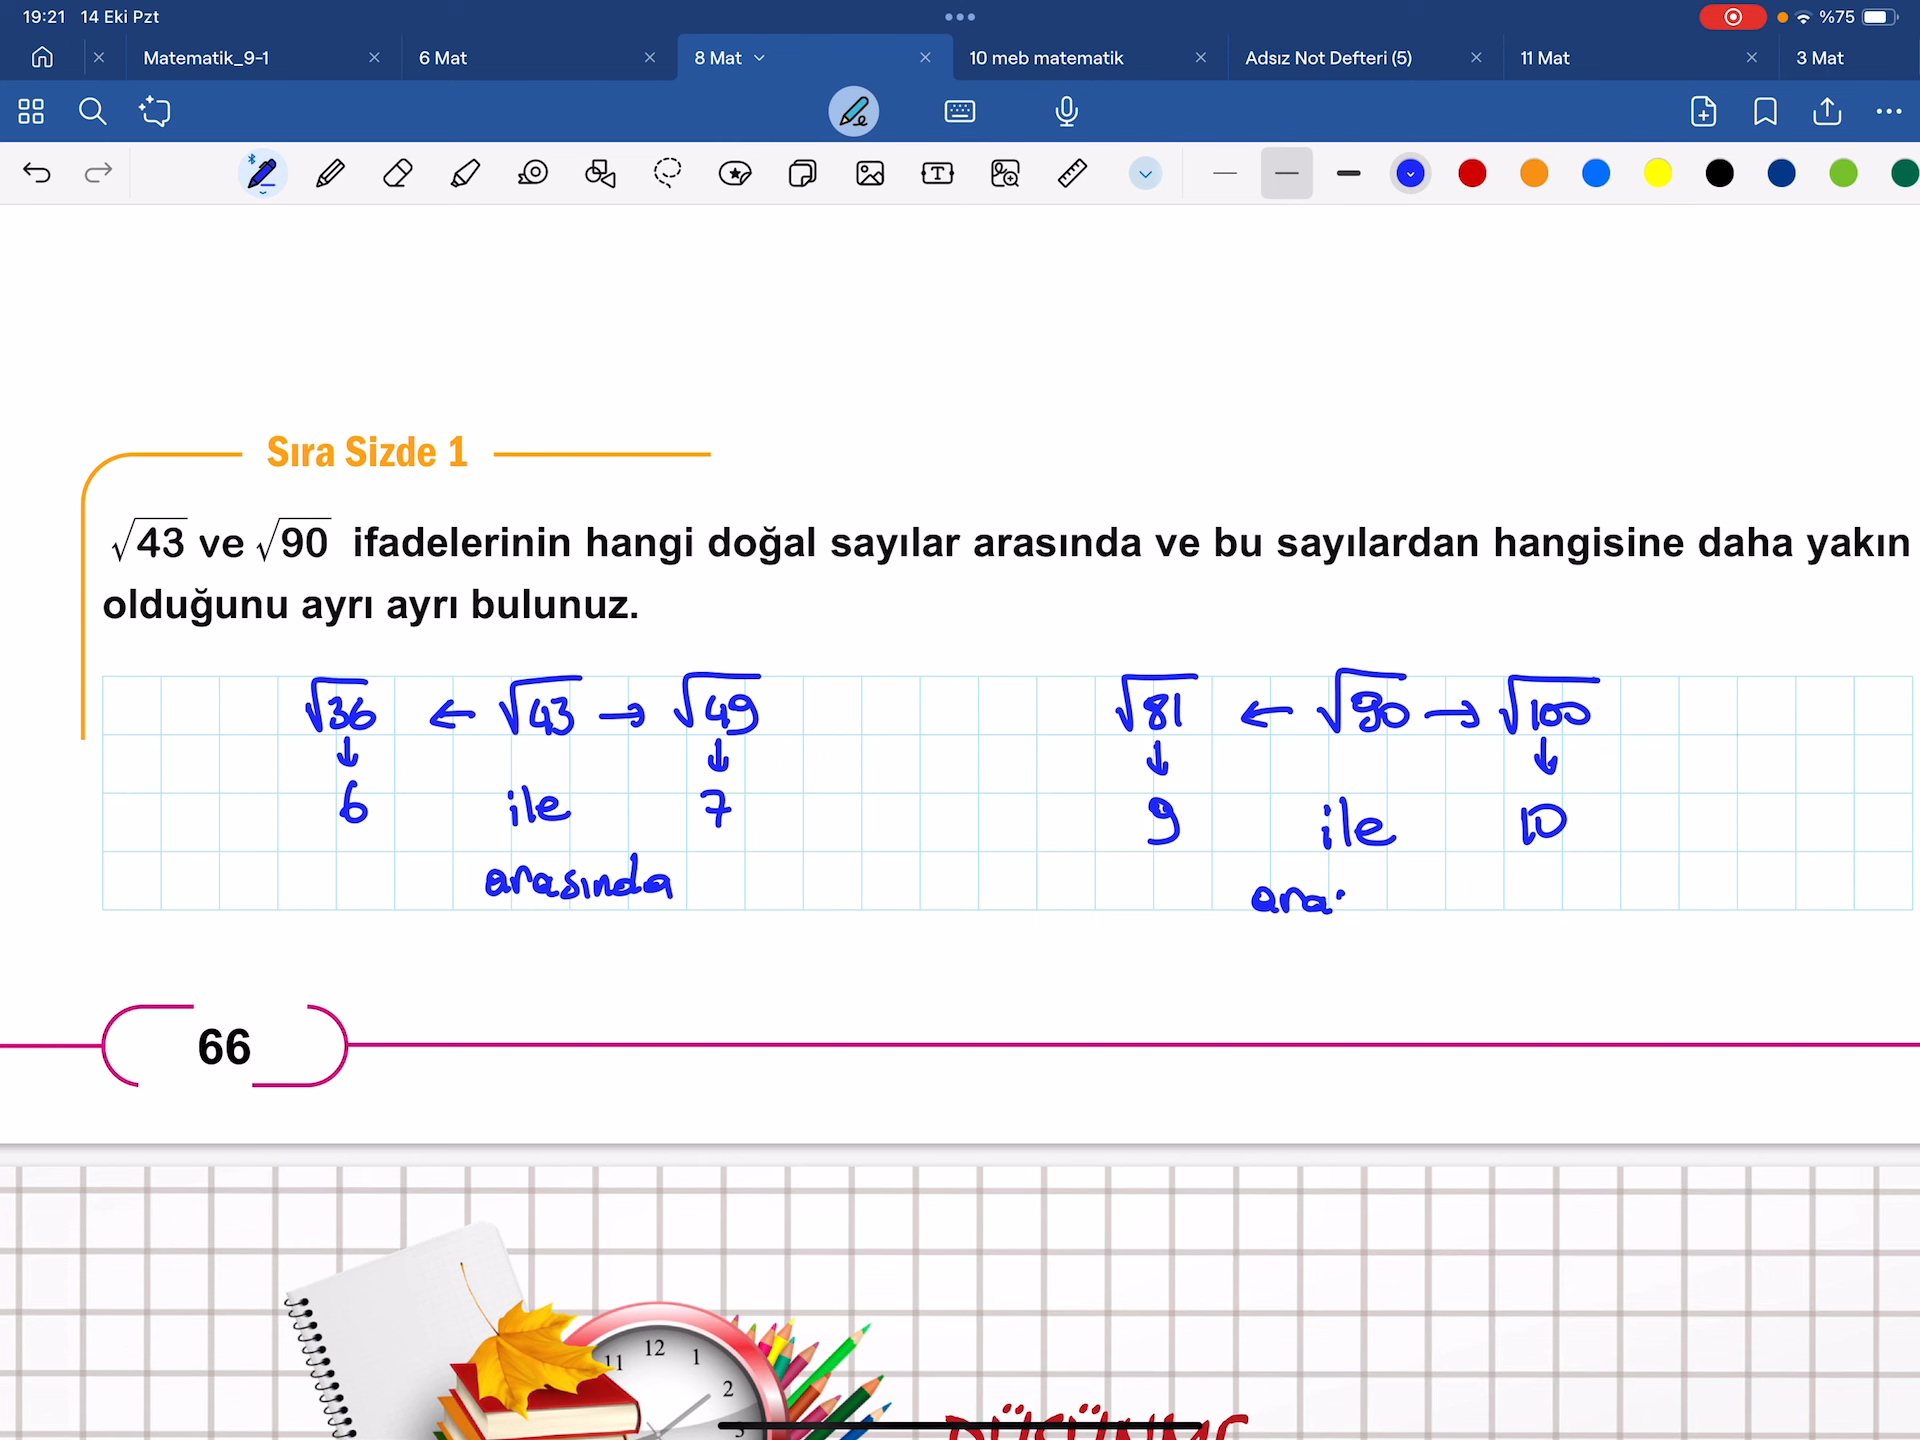 19:21 14 Eki Pzt %75
Matematik_9-1 6 Mat 8 Mat 10 meb matematik Adsız Not Defteri (5) 11 Mat 3 Mat
Sıra Sizde 1
√43 ve √90 ifadelerinin hangi doğal sayılar arasında ve bu sayılardan hangisine daha yakın
olduğunu ayrı ayrı bulunuz.
√36 ← √43 → √49 √81 ← √90 → √100
↓ ↓ ↓ ↓
6 ile 7 9 ile 10
arasında ara
66
11 12 1
2
3